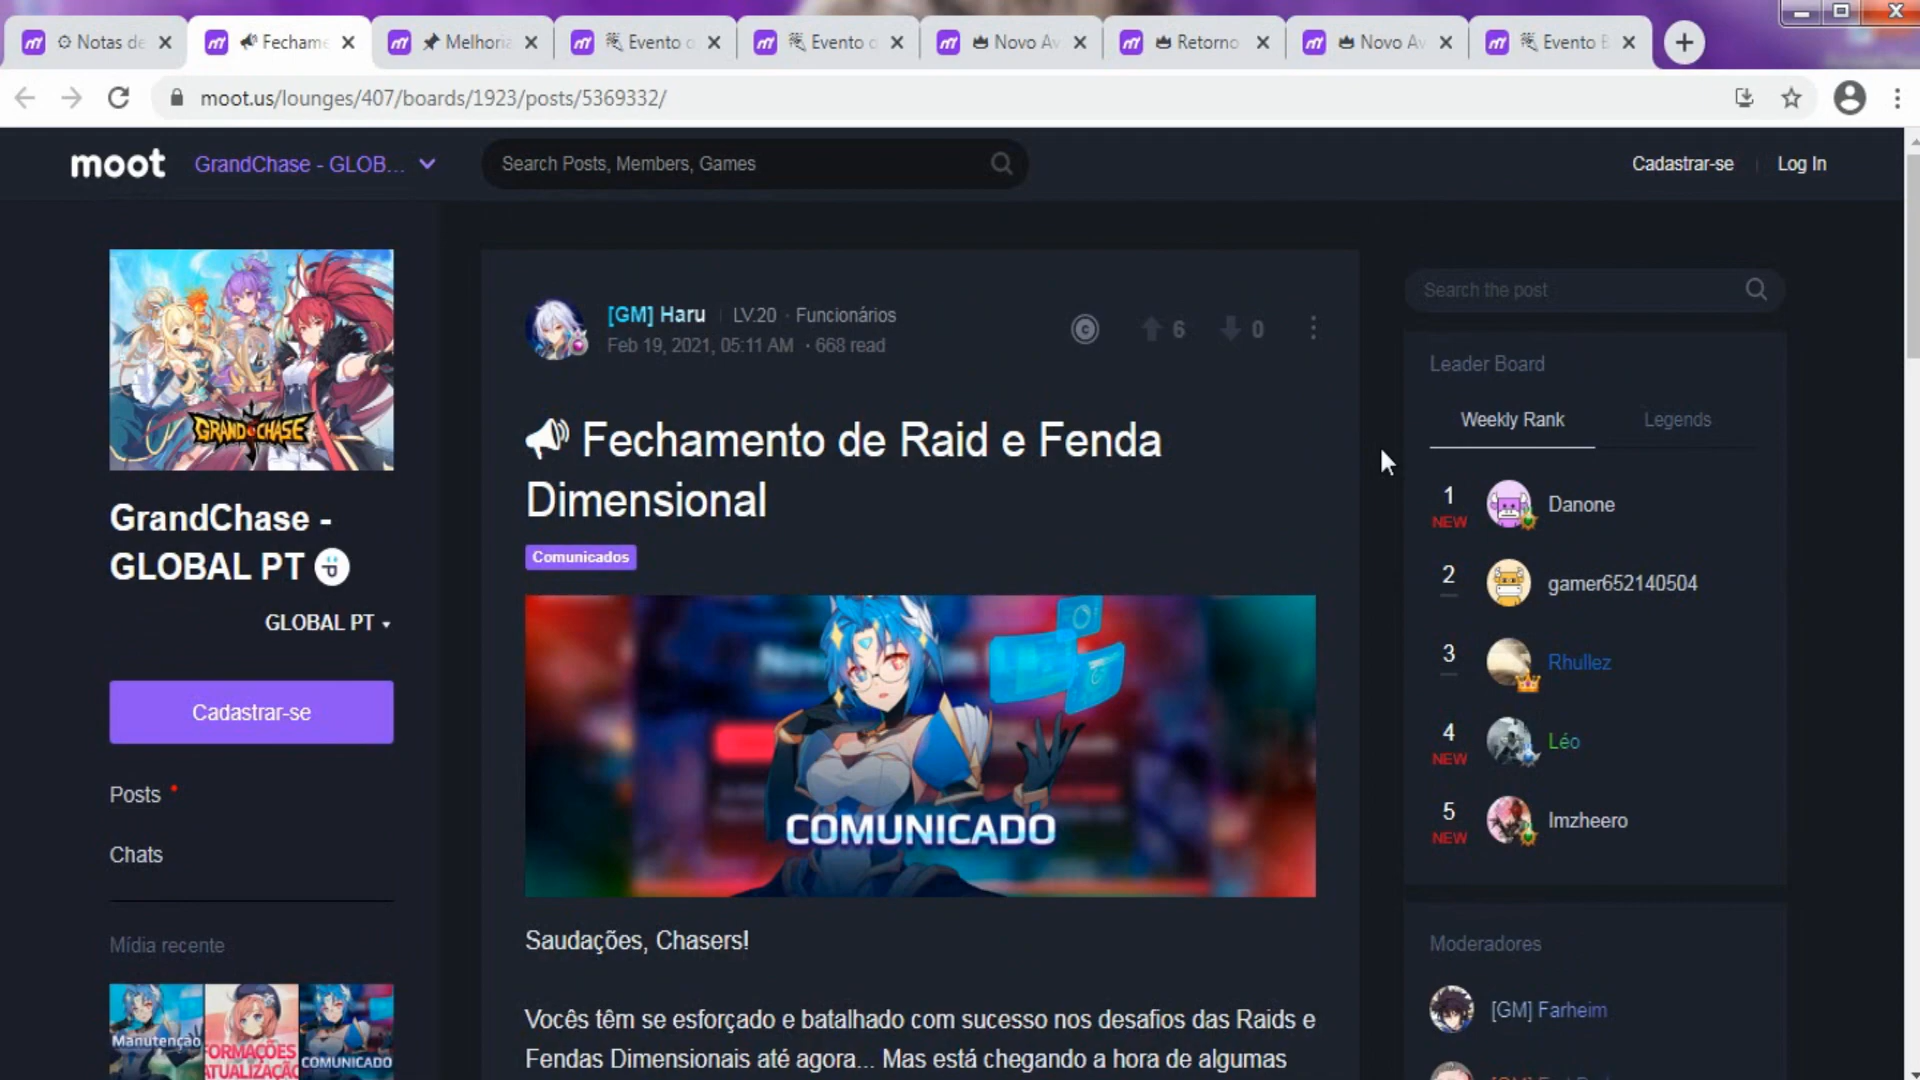 Notas de
Fechame
Melhoria
Evento
Evento
Novo Av
Retorno
Novo Av
Evento E
moot.us/lounges/407/boards/1923/posts/5369332/
moot
GrandChase - GLOB...
Search Posts, Members, Games
Cadastrar-se
Log In
GRANDCHASE
GrandChase -
GLOBAL PT
GLOBAL PT
Cadastrar-se
Posts
Chats
Mídia recente
Manutenção
ORMAÇÕES
ATUALIZAÇÃO
COMUNICADO
[GM] Haru
LV.20 · Funcionários
Feb 19, 2021, 05:11 AM · 668 read
6
0
Fechamento de Raid e Fenda
Dimensional
Comunicados
COMUNICADO
Saudações, Chasers!
Vocês têm se esforçado e batalhado com sucesso nos desafios das Raids e
Fendas Dimensionais até agora... Mas está chegando a hora de algumas
Search the post
Leader Board
Weekly Rank
Legends
1
NEW
Danone
2
gamer652140504
3
Rhullez
4
NEW
Léo
5
NEW
Imzheero
Moderadores
[GM] Farheim